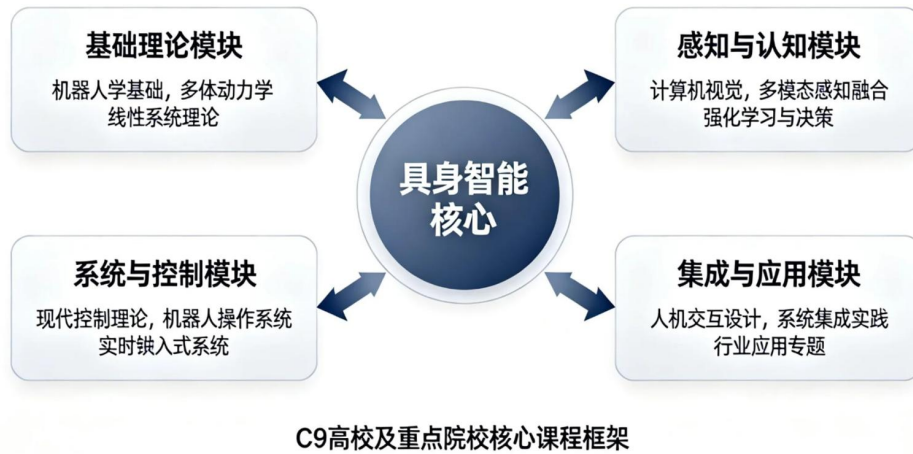 基础理论模块
机器人学基础，多体动力学
线性系统理论
感知与认知模块
计算机视觉，多模态感知融合
强化学习与决策
具身智能
核心
系统与控制模块
现代控制理论，机器人操作系统
实时锁入式系统
集成与应用模块
人机交互设计，系统集成实践
行业应用专题
C9高校及重点院校核心课程框架